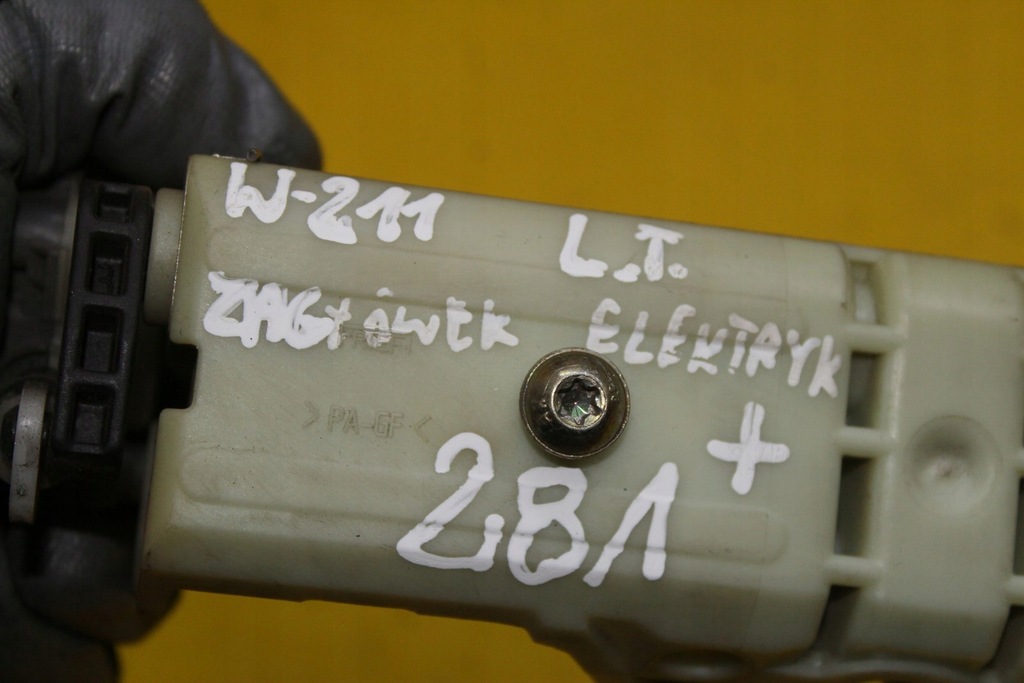 W-211 L.T.
ZAGŁÓWEK ELEKTRYK
>PA-GF<
281 +